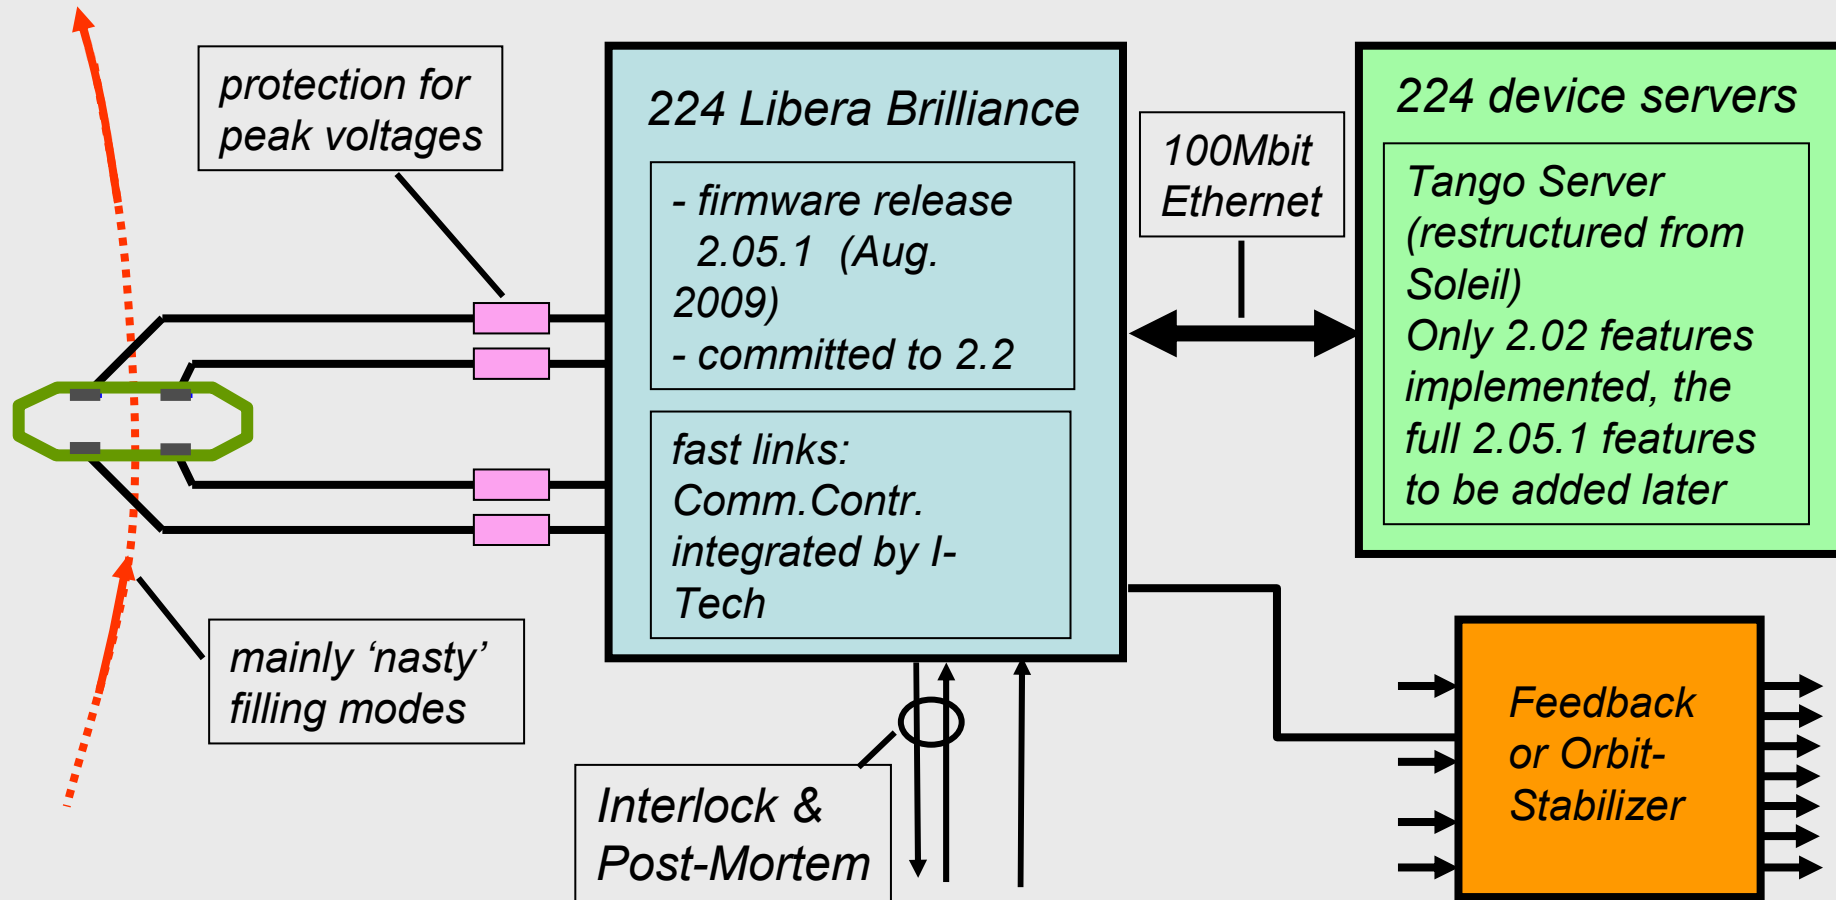 protection for
peak voltages
224 Libera Brilliance
- firmware release
2.05.1 (Aug.
2009)
- committed to 2.2
fast links:
Comm.Contr.
integrated by I-
Tech
100Mbit
Ethernet
224 device servers
Tango Server
(restructured from
Soleil)
Only 2.02 features
implemented, the
full 2.05.1 features
to be added later
mainly ‘nasty’
filling modes
Interlock &
Post-Mortem
Feedback
or Orbit-
Stabilizer